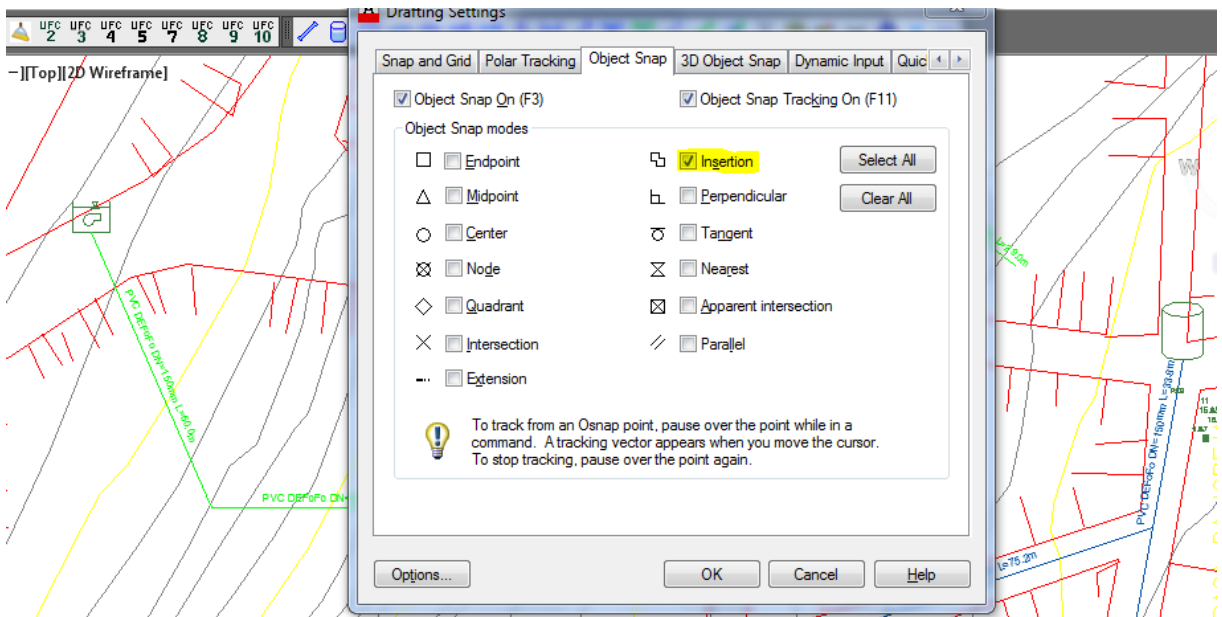 Drafting Settings
UFC UFC UFC UFC UFC UFC UFC UFC
2 3 4 5 7 8 9 10
−][Top][2D Wireframe]
Snap and Grid Polar Tracking Object Snap 3D Object Snap Dynamic Input Quic
Object Snap On (F3) Object Snap Tracking On (F11)
Object Snap modes
Endpoint Insertion Select All
Midpoint Perpendicular Clear All
Center Tangent
Node Nearest
Quadrant Apparent intersection
Intersection Parallel
Extension
To track from an Osnap point, pause over the point while in a
command. A tracking vector appears when you move the cursor.
To stop tracking, pause over the point again.
Options... OK Cancel Help
PVC DEFoFo DN=150mm L=60.0m
PVC DEFoFo DN
PVC DEFoFo DN=150mm L=33.8m
L=75.2m
W
11